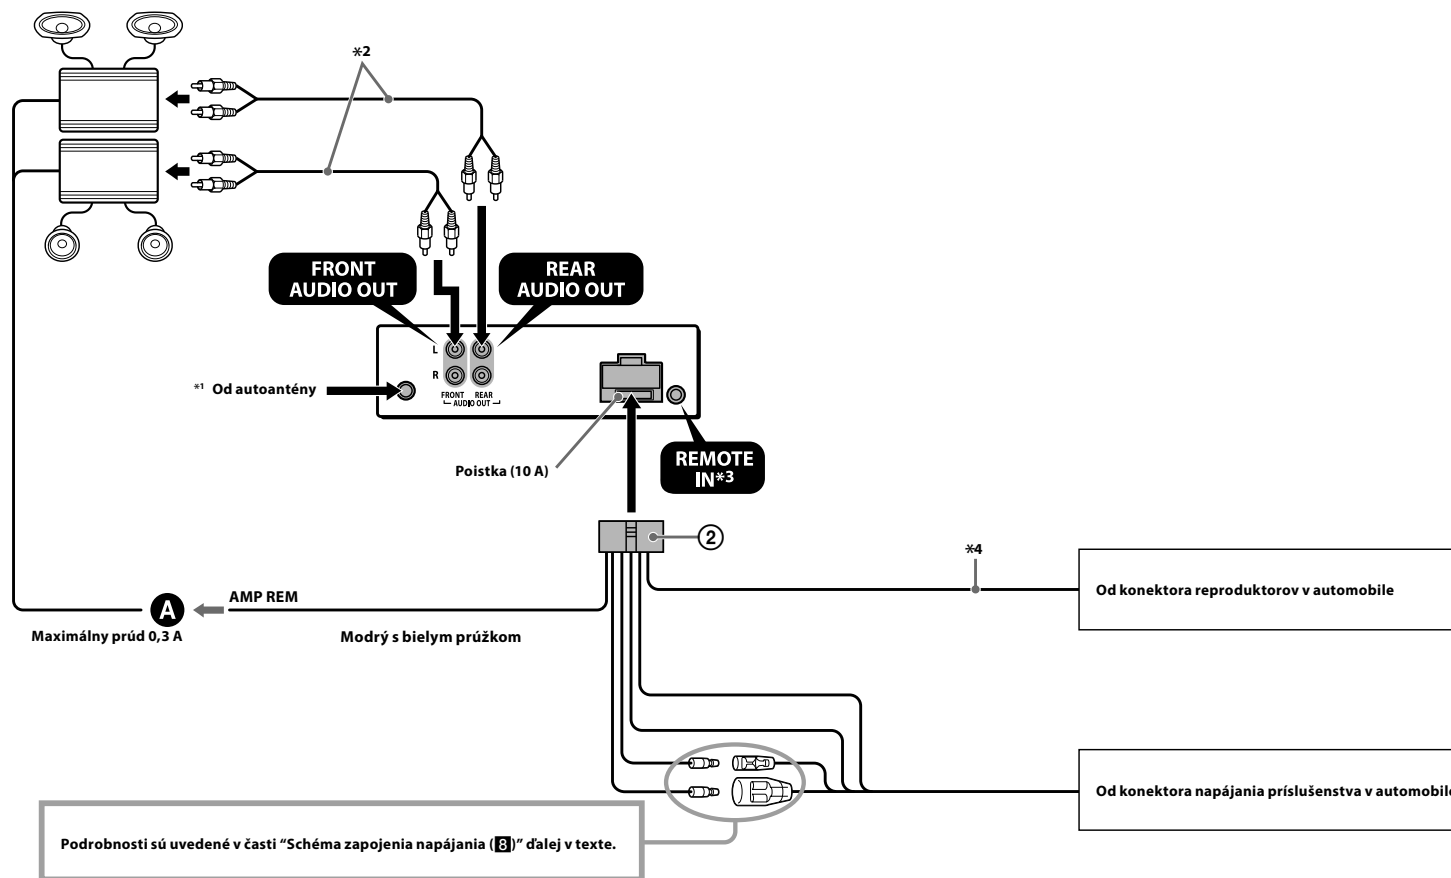 *2
FRONT
AUDIO OUT
REAR
AUDIO OUT
L
R
FRONT REAR
AUDIO OUT
*1 Od autoantény
Poistka (10 A)
REMOTE
IN*3
2
*4
Od konektora reproduktorov v automobile
A
AMP REM
Maximálny prúd 0,3 A
Modrý s bielym prúžkom
Od konektora napájania príslušenstva v automobile
Podrobnosti sú uvedené v časti “Schéma zapojenia napájania (8)” ďalej v texte.